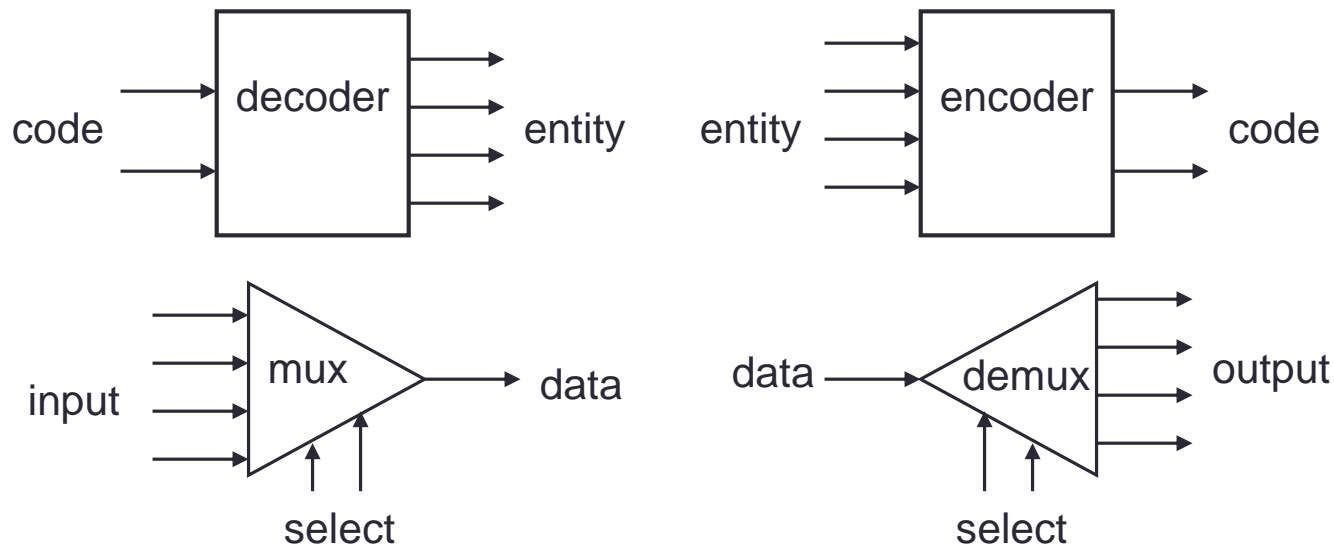 code
decoder
entity
entity
encoder
code
input
mux
data
select
data
demux
output
select